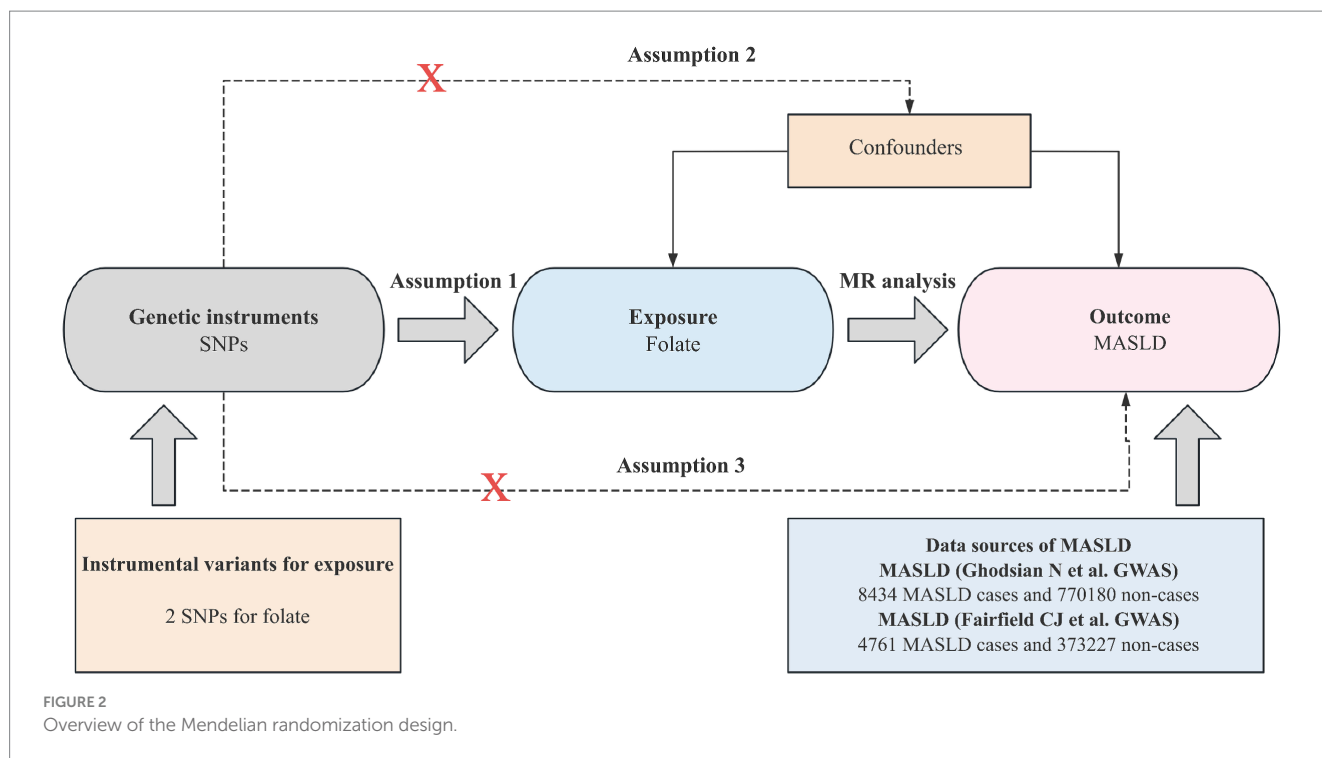 Assumption 2
X
Confounders
Assumption 1
MR analysis
Genetic instruments
SNPs
Exposure
Folate
Outcome
MASLD
Assumption 3
X
Instrumental variants for exposure
2 SNPs for folate
Data sources of MASLD
MASLD (Ghodsian N et al. GWAS)
8434 MASLD cases and 770180 non-cases
MASLD (Fairfield CJ et al. GWAS)
4761 MASLD cases and 373227 non-cases
FIGURE 2
Overview of the Mendelian randomization design.